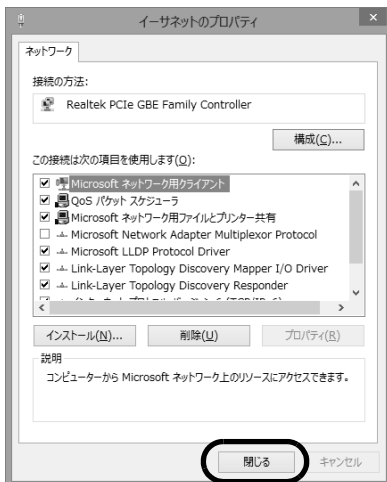 イーサネットのプロパティ
ネットワーク
接続の方法:
Realtek PCIe GBE Family Controller
構成(C)...
この接続は次の項目を使用します(O):
Microsoft ネットワーク用クライアント
QoS パケット スケジューラ
Microsoft ネットワーク用ファイルとプリンター共有
Microsoft Network Adapter Multiplexor Protocol
Microsoft LLDP Protocol Driver
Link-Layer Topology Discovery Mapper I/O Driver
Link-Layer Topology Discovery Responder
インストール(N)... 削除(U) プロパティ(R)
説明
コンピューターから Microsoft ネットワーク上のリソースにアクセスできます。
閉じる キャンセル